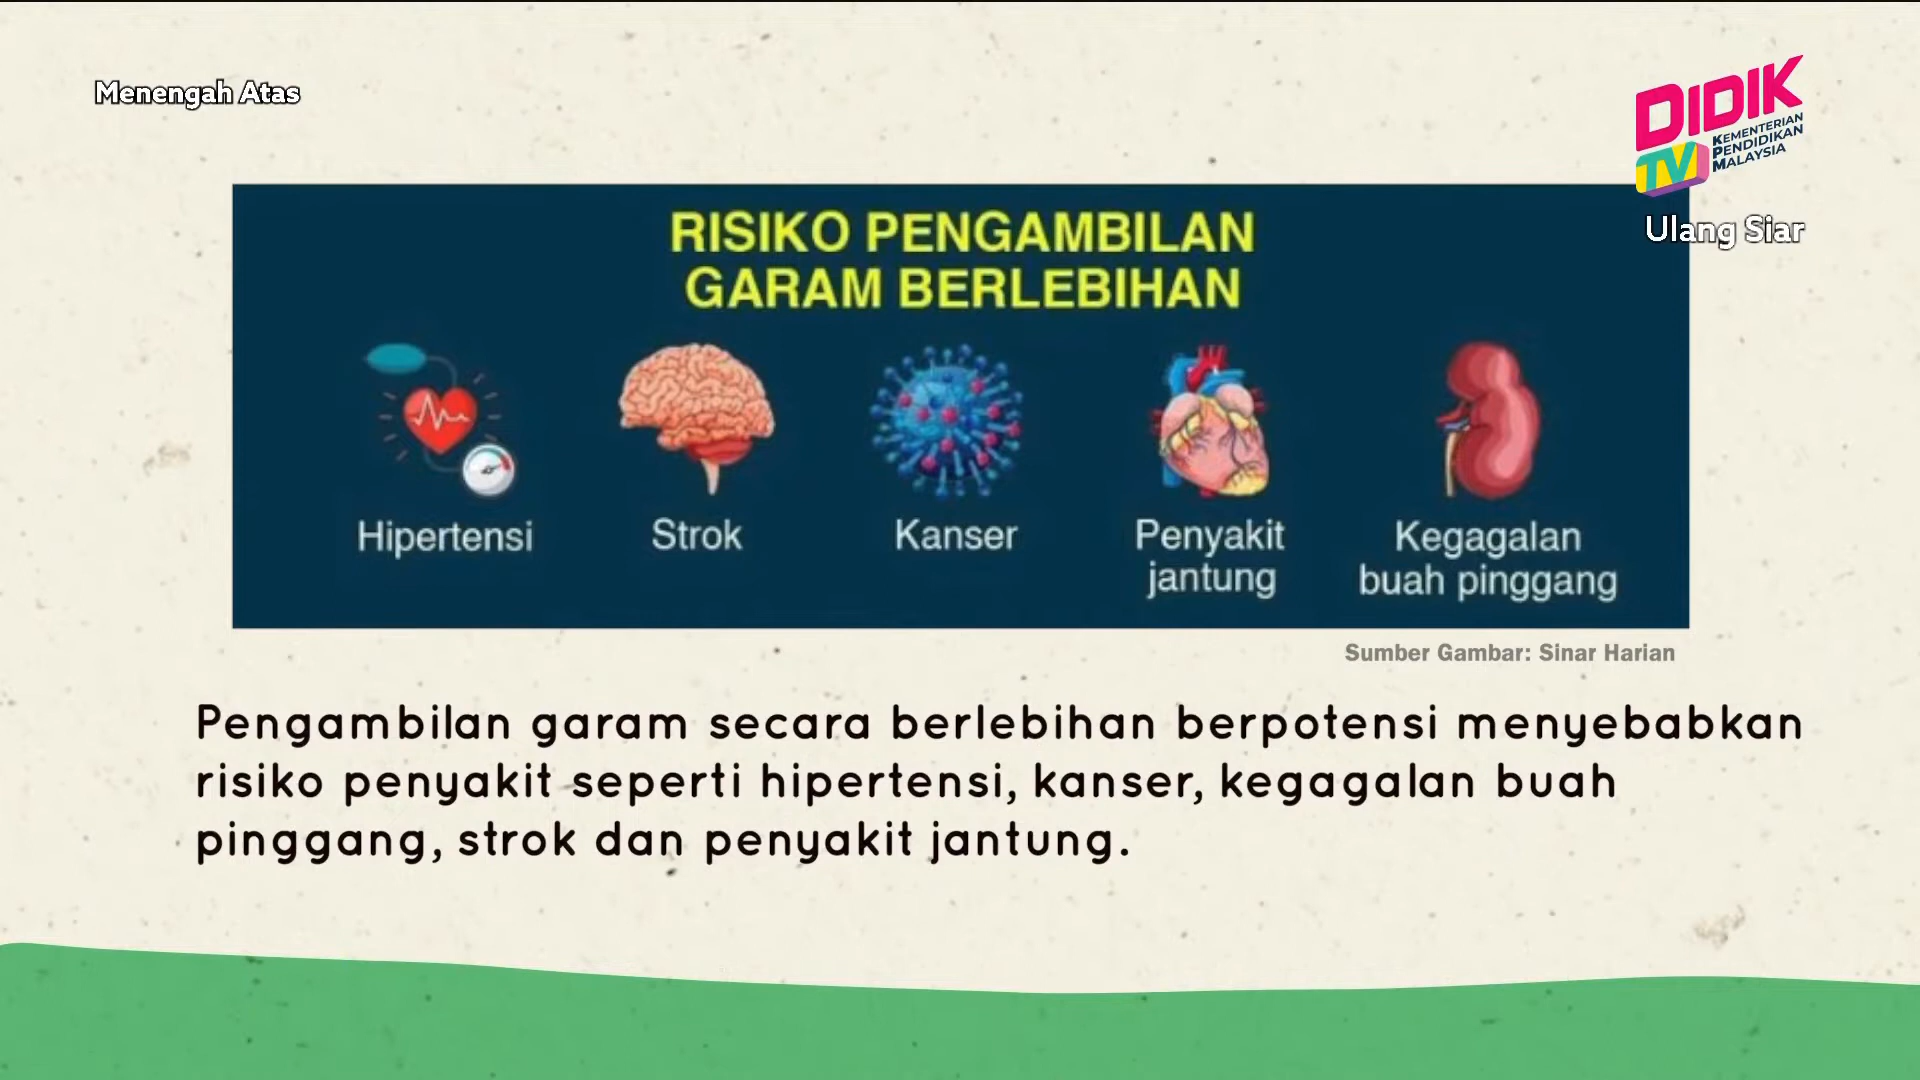 Menengah Atas
DIDIK
TV
KEMENTERIAN
PENDIDIKAN
MALAYSIA
Ulang Siar
RISIKO PENGAMBILAN
GARAM BERLEBIHAN
Hipertensi
Strok
Kanser
Penyakit
jantung
Kegagalan
buah pinggang
Sumber Gambar: Sinar Harian
Pengambilan garam secara berlebihan berpotensi menyebabkan
risiko penyakit seperti hipertensi, kanser, kegagalan buah
pinggang, strok dan penyakit jantung.